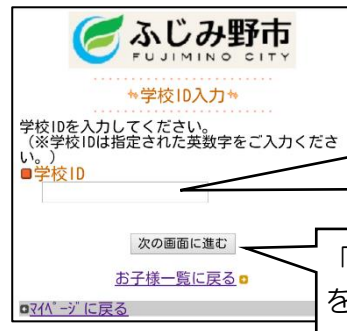 ふじみ野市
FUJIMINO CITY
学校ID入力
学校IDを入力してください。
（※学校IDは指定された英数字をご入力くださ
い。）
学校ID
次の画面に進む
「
を
お子様一覧に戻る
ﾏｲﾍﾟｰｼﾞに戻る